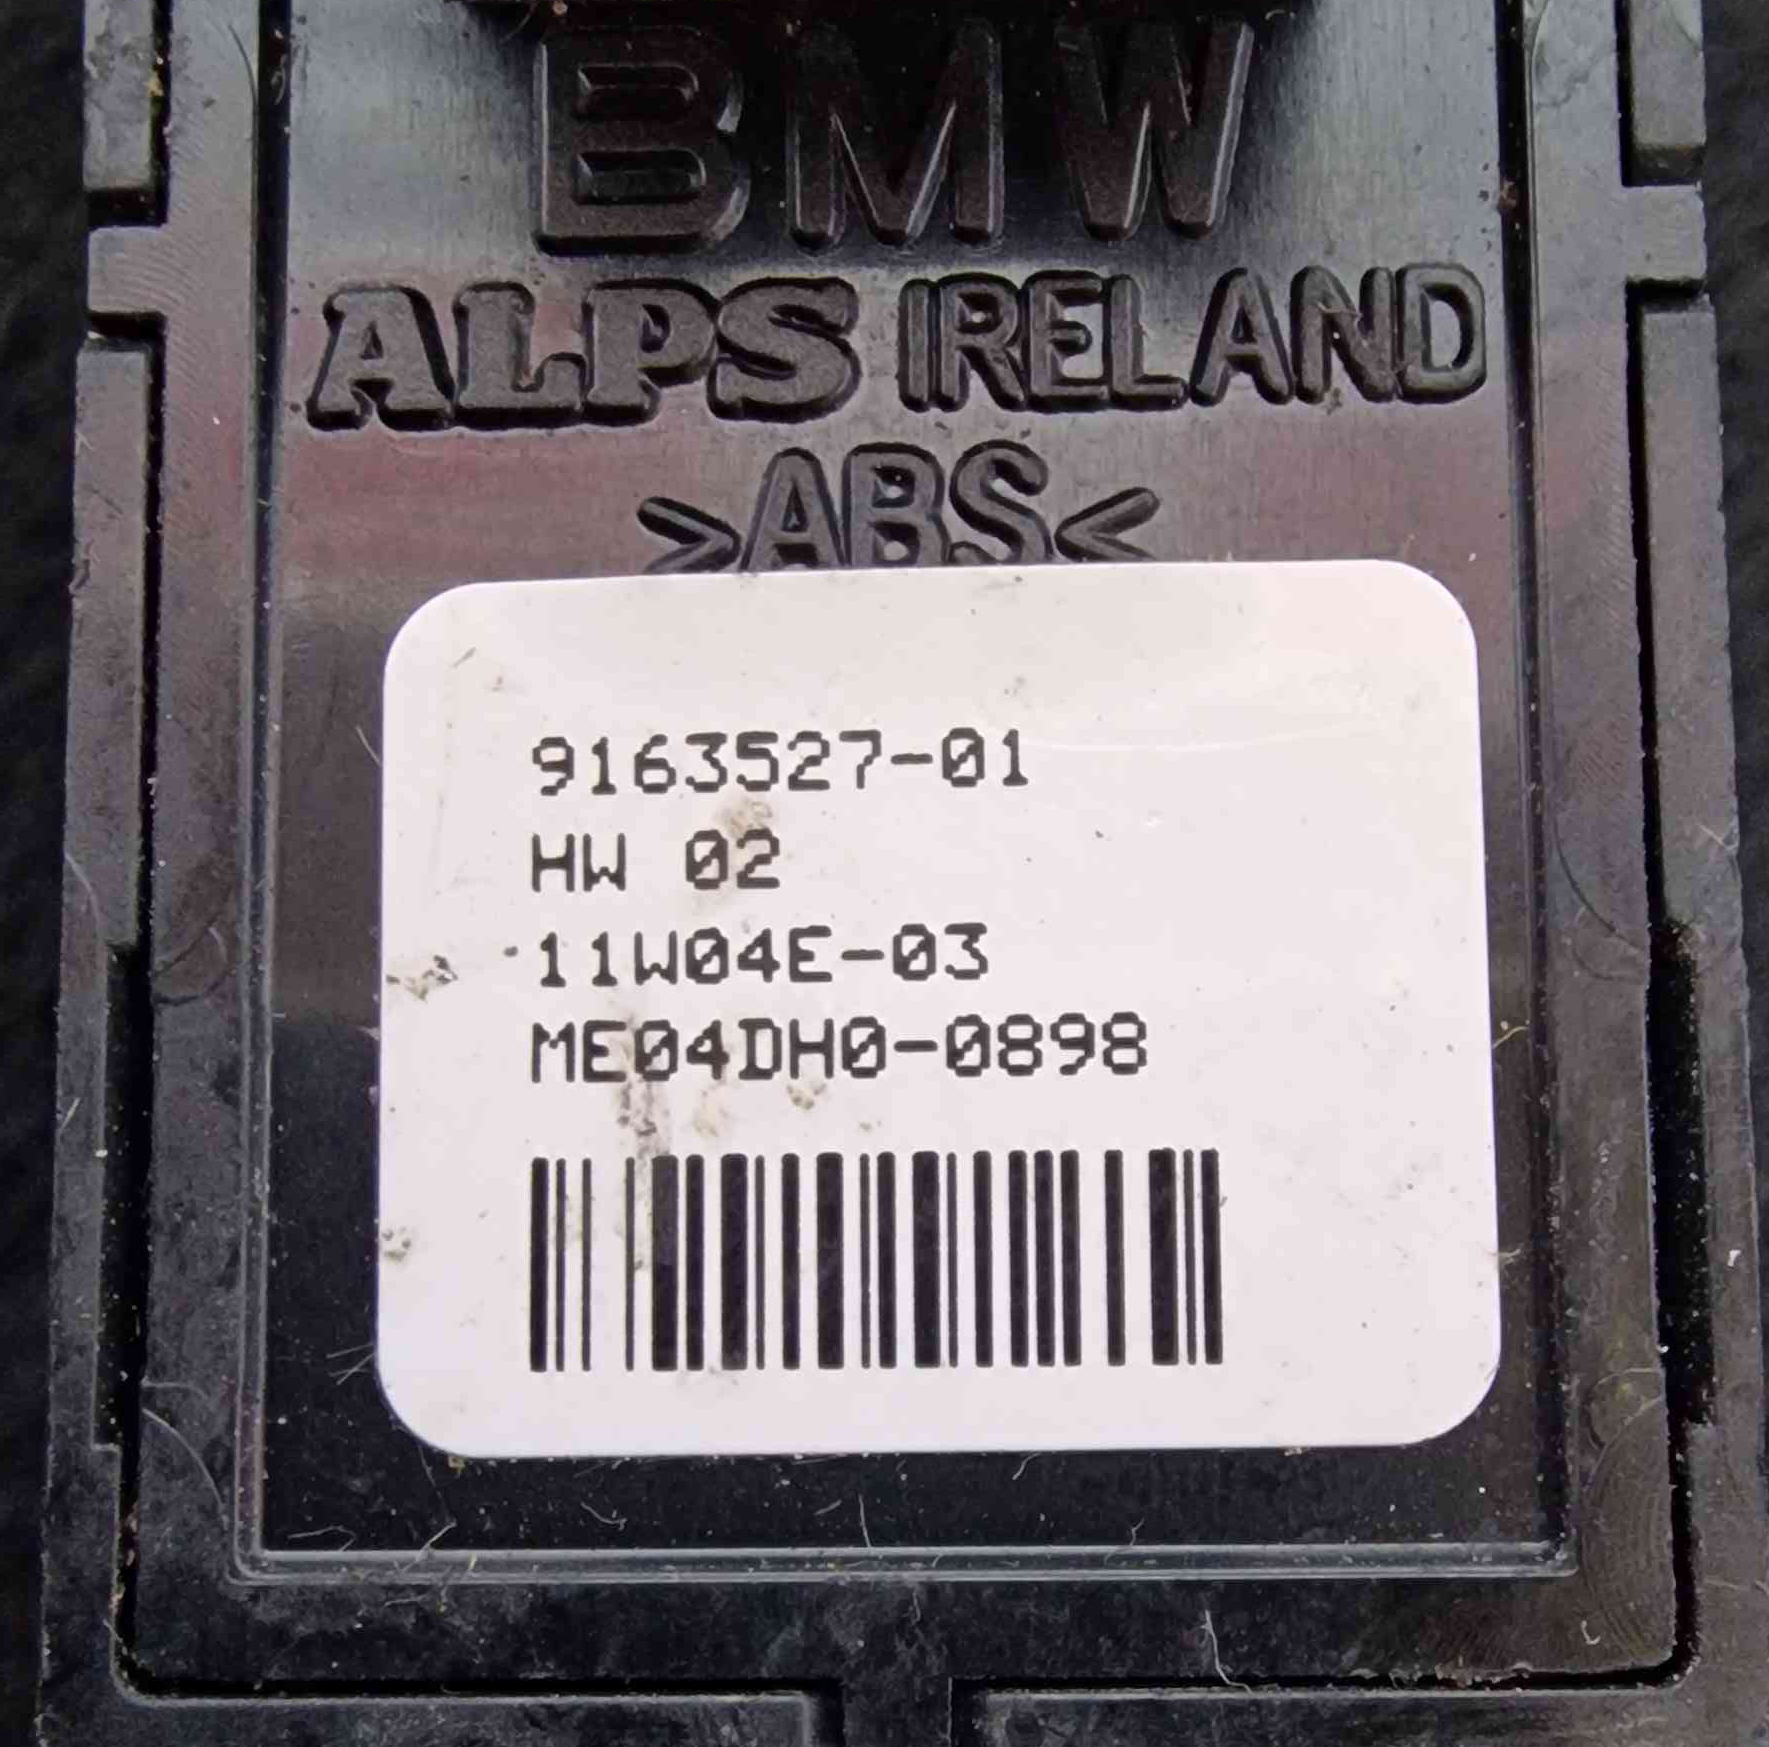 BMW
ALPS IRELAND
>ABS<
9163527-01
HW 02
11W04E-03
ME04DH0-0898